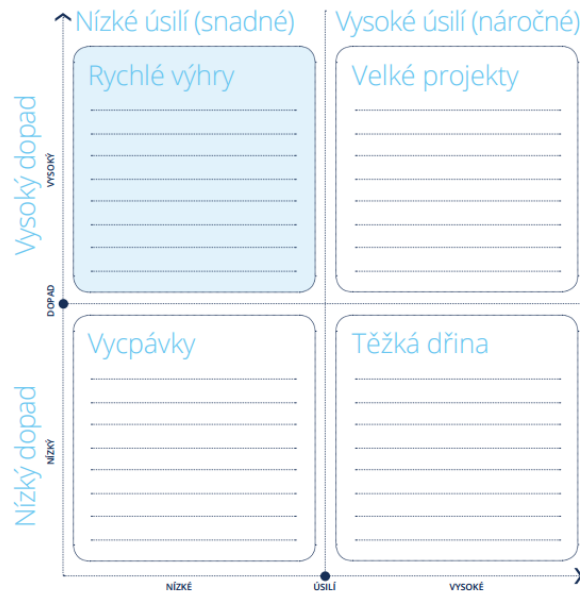 Nízké úsilí (snadné)
Vysoké úsilí (náročné)
Vysoký dopad
VYSOKÝ
Rychlé výhry
Velké projekty
DOPAD
Nízký dopad
NÍZKÝ
Vycpávky
Těžká dřina
NÍZKÉ
ÚSILÍ
VYSOKÉ